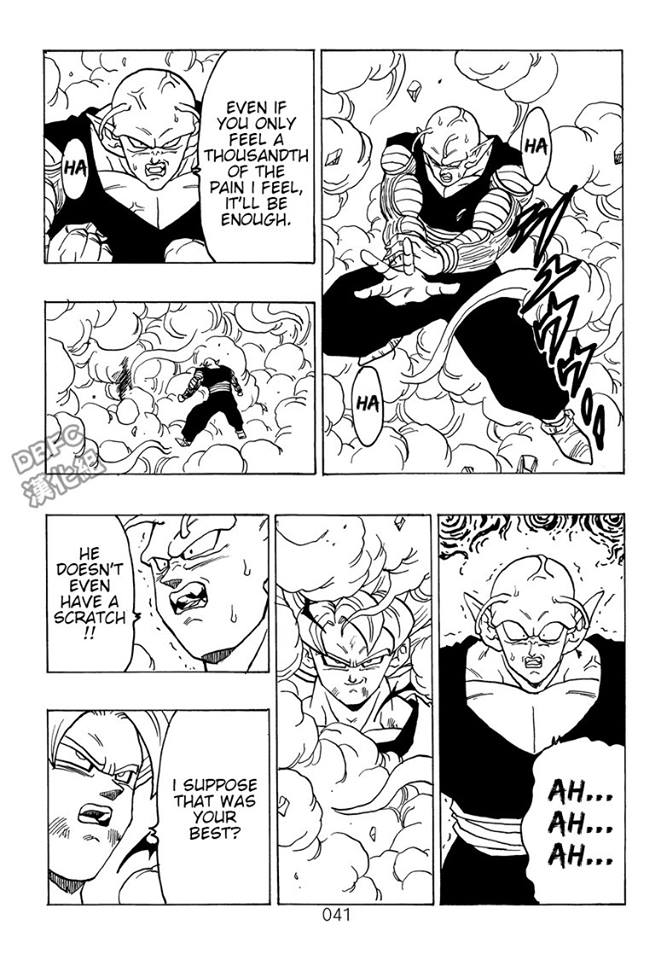 EVEN IF
YOU ONLY
FEEL A
THOUSANDTH
OF THE
PAIN I FEEL,
IT'LL BE
ENOUGH.
HA
HA
HA
DBFC
漢化組
HE
DOESN'T
EVEN
HAVE A
SCRATCH
!!
AH...
AH...
AH...
I SUPPOSE
THAT WAS
YOUR
BEST?
041